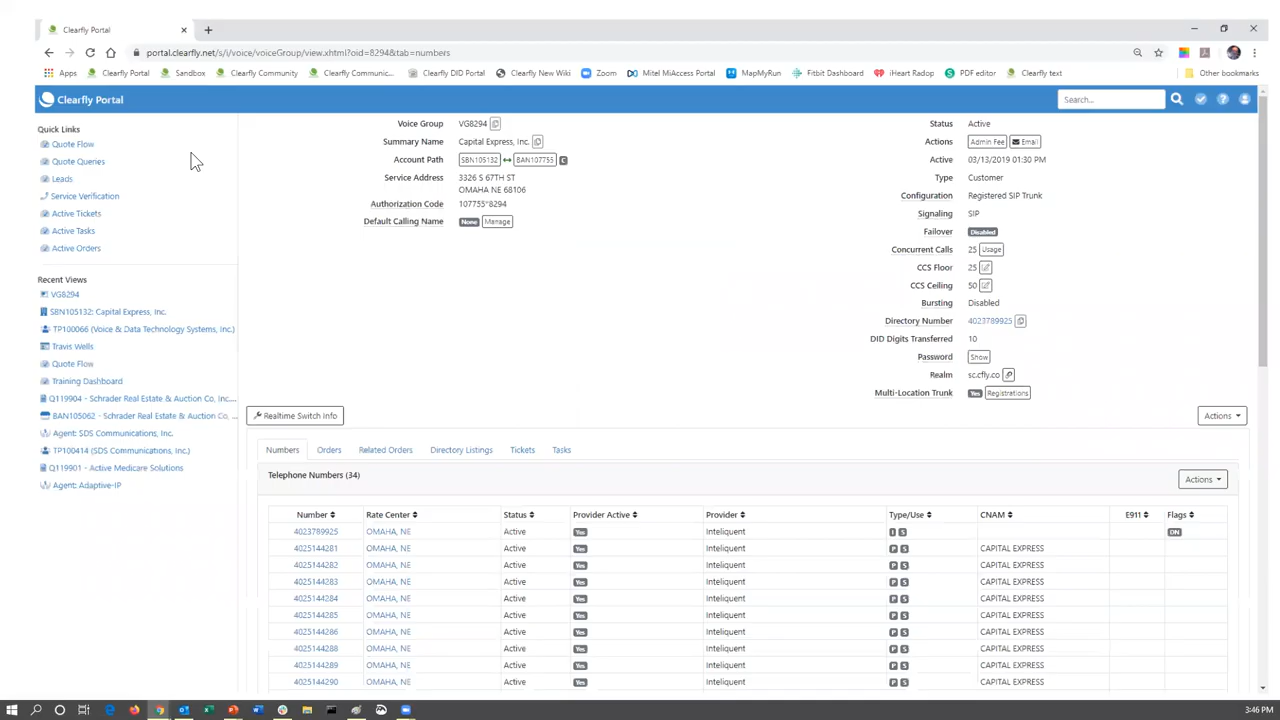 Clearfly Portal
portal.clearfly.net/s/i/voice/voiceGroup/view.xhtml?oid=8294&tab=numbers
Apps Clearfly Portal Sandbox Clearfly Community Clearfly Communic... Clearfly DID Portal Clearfly New Wiki Zoom Mitel MiAccess Portal MapMyRun Fitbit Dashboard iHeart Radop PDF editor Clearfly text Other bookmarks
Clearfly Portal Search...
Quick Links
Quote Flow
Quote Queries
Leads
Service Verification
Active Tickets
Active Tasks
Active Orders
Recent Views
VG8294
SBN105132: Capital Express, Inc.
TP100066 (Voice & Data Technology Systems, Inc.)
Travis Wells
Quote Flow
Training Dashboard
Q119904 - Schrader Real Estate & Auction Co, Inc....
BAN105062 - Schrader Real Estate & Auction Co, ...
Agent: SDS Communications, Inc.
TP100414 (SDS Communications, Inc.)
Q119901 - Active Medicare Solutions
Agent: Adaptive-IP
Voice Group VG8294
Summary Name Capital Express, Inc.
Account Path SBN105132 BAN107755 C
Service Address 3326 S 67TH ST
OMAHA NE 68106
Authorization Code 107755*8294
Default Calling Name None Manage
Status Active
Actions Admin Fee Email
Active 03/13/2019 01:30 PM
Type Customer
Configuration Registered SIP Trunk
Signaling SIP
Failover Disabled
Concurrent Calls 25 Usage
CCS Floor 25
CCS Ceiling 50
Bursting Disabled
Directory Number 4023789925
DID Digits Transferred 10
Password Show
Realm sc.cfly.co
Multi-Location Trunk Yes Registrations
Realtime Switch Info Actions
Numbers Orders Related Orders Directory Listings Tickets Tasks
Telephone Numbers (34) Actions
Number Rate Center Status Provider Active Provider Type/Use CNAM E911 Flags
4023789925 OMAHA, NE Active Yes Inteliquent I S DN
4025144281 OMAHA, NE Active Yes Inteliquent P S CAPITAL EXPRESS
4025144282 OMAHA, NE Active Yes Inteliquent P S CAPITAL EXPRESS
4025144283 OMAHA, NE Active Yes Inteliquent P S CAPITAL EXPRESS
4025144284 OMAHA, NE Active Yes Inteliquent P S CAPITAL EXPRESS
4025144285 OMAHA, NE Active Yes Inteliquent P S CAPITAL EXPRESS
4025144286 OMAHA, NE Active Yes Inteliquent P S CAPITAL EXPRESS
4025144288 OMAHA, NE Active Yes Inteliquent P S CAPITAL EXPRESS
4025144289 OMAHA, NE Active Yes Inteliquent P S CAPITAL EXPRESS
4025144290 OMAHA, NE Active Yes Inteliquent P S CAPITAL EXPRESS
3:46 PM